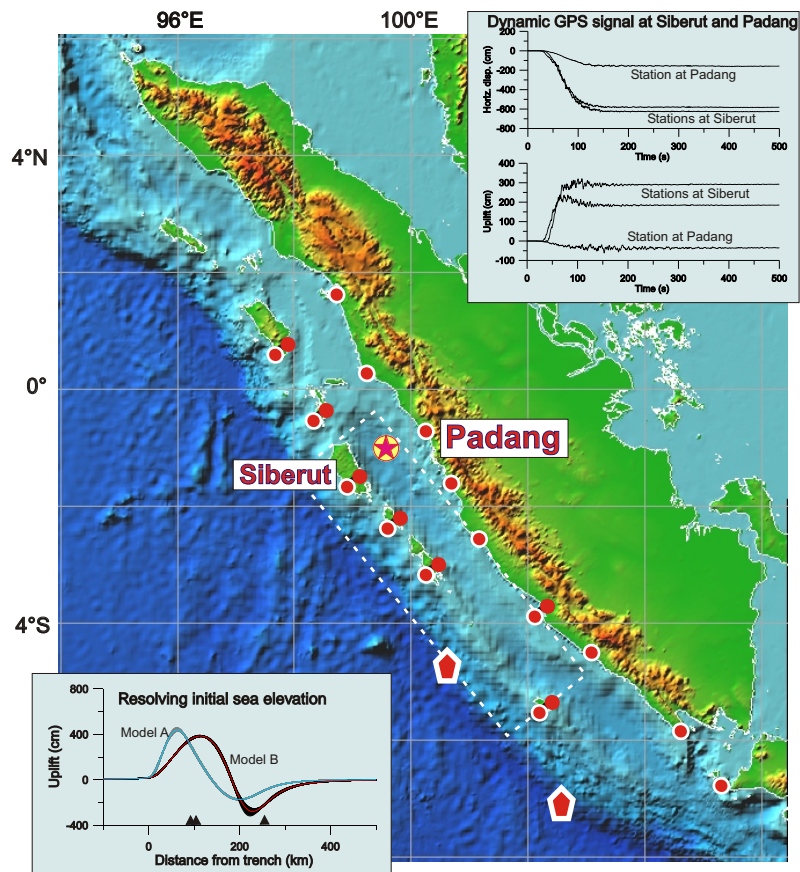 96°E
100°E
4°N
0°
4°S
Padang
Siberut
Dynamic GPS signal at Siberut and Padang
Horiz. disp. (cm)
200
0
-200
-400
-600
-800
Station at Padang
Stations at Siberut
0 100 200 300 400 500
Time (s)
Uplift (cm)
400
300
200
100
0
-100
Stations at Siberut
Station at Padang
0 100 200 300 400 500
Time (s)
Resolving initial sea elevation
Uplift (cm)
800
400
0
-400
Model A
Model B
0 200 400
Distance from trench (km)